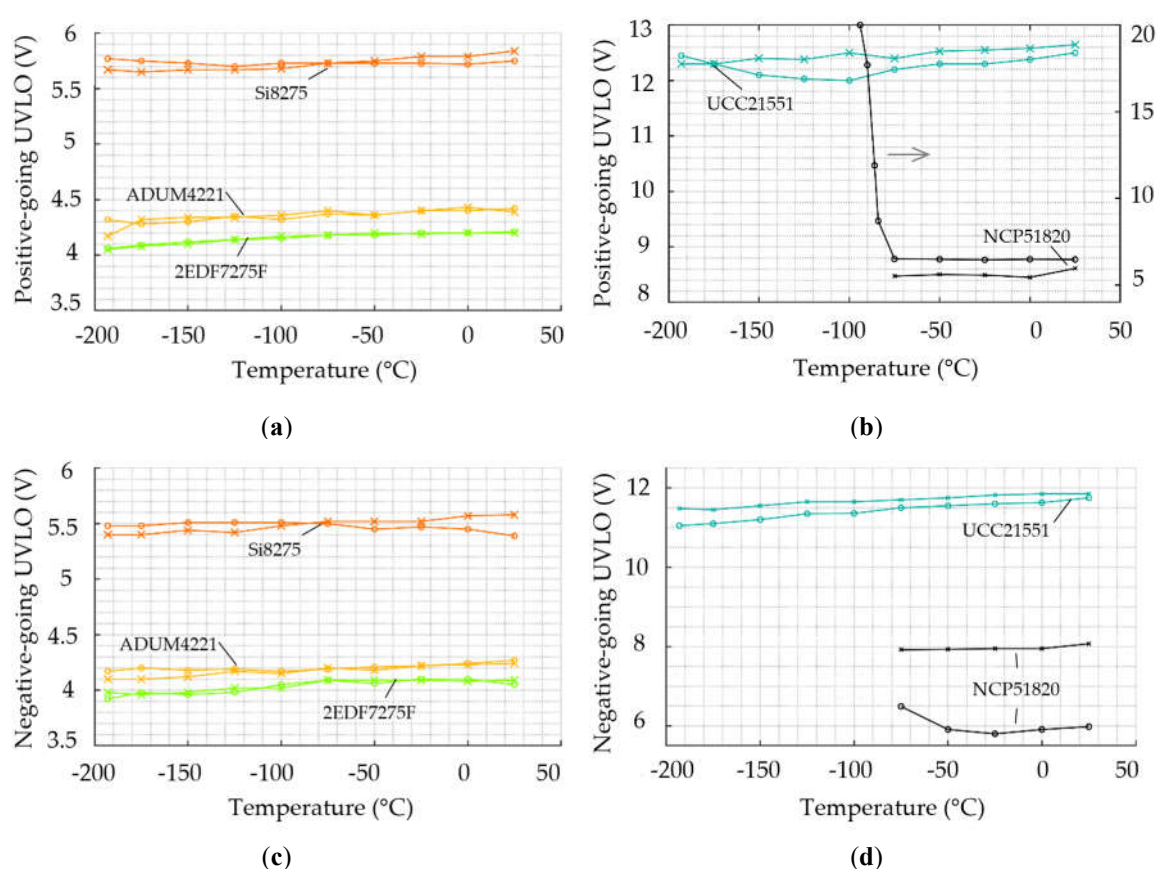 Positive-going UVLO (V)
6
5.5
5
4.5
4
3.5
Si8275
ADUM4221
2EDF7275F
-200 -150 -100 -50 0 50
Temperature (°C)
(a)
Positive-going UVLO (V)
13
12
11
10
9
8
20
15
10
5
UCC21551
NCP51820
-200 -150 -100 -50 0 50
Temperature (°C)
(b)
Negative-going UVLO (V)
6
5.5
5
4.5
4
3.5
Si8275
ADUM4221
2EDF7275F
-200 -150 -100 -50 0 50
Temperature (°C)
(c)
Negative-going UVLO (V)
12
10
8
6
UCC21551
NCP51820
-200 -150 -100 -50 0 50
Temperature (°C)
(d)